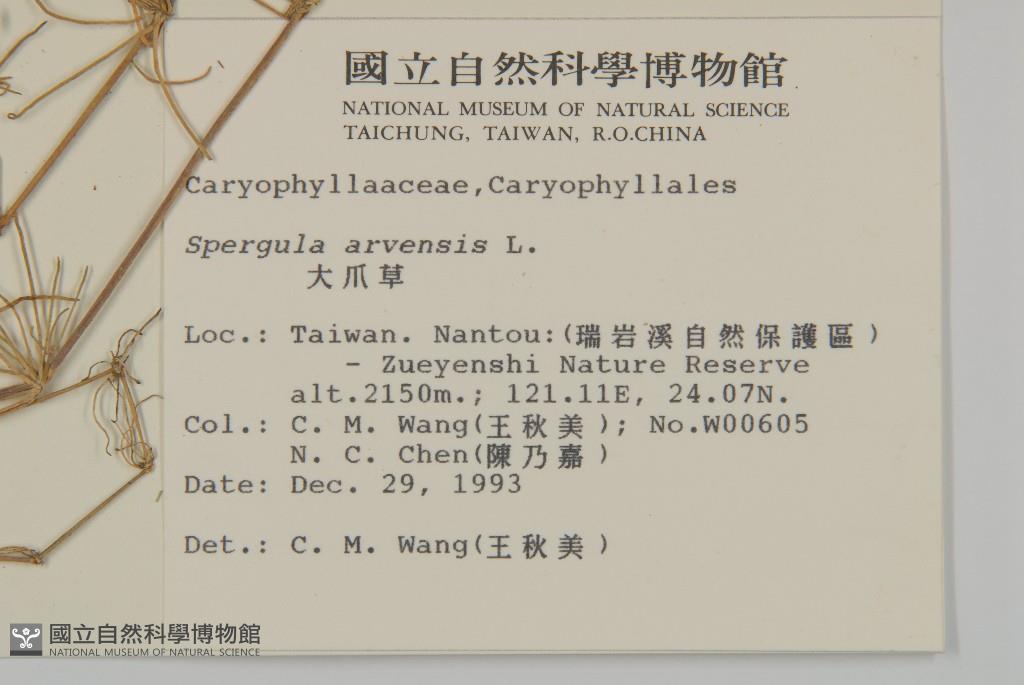 國立自然科學博物館
NATIONAL MUSEUM OF NATURAL SCIENCE
TAICHUNG, TAIWAN, R.O.CHINA
Caryophyllaaceae,Caryophyllales
Spergula arvensis L.
大爪草
Loc.: Taiwan. Nantou:(瑞岩溪自然保護區)
- Zueyenshi Nature Reserve
alt.2150m.; 121.11E, 24.07N.
Col.: C. M. Wang(王秋美); No.W00605
N. C. Chen(陳乃嘉)
Date: Dec. 29, 1993
Det.: C. M. Wang(王秋美)
國立自然科學博物館
NATIONAL MUSEUM OF NATURAL SCIENCE